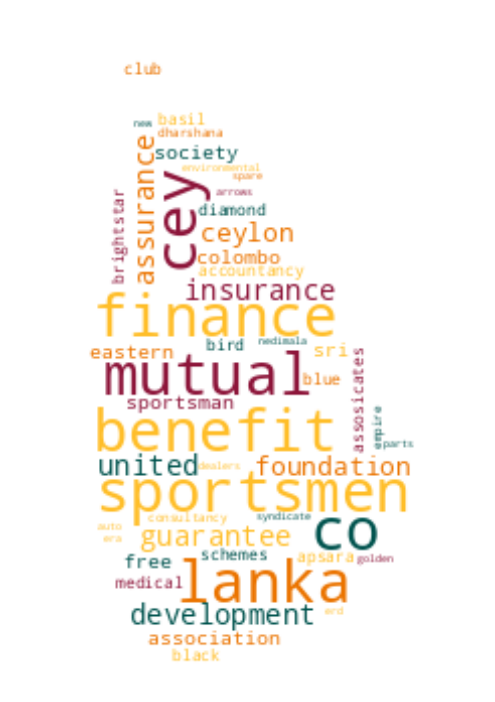 club
new
basil
dharshana
society
environmental
spare
assurance
cey
arrows
brightstar
diamond
ceylon
colombo
accountancy
insurance
finance
bird
nedimala
eastern
sri
mutual
blue
assosicates
sportsman
empire
benefit
parts
united
dealers
foundation
sportsmen
consultancy
syndicate
auto
co
era
guarantee
free
schemes
apsara
golden
medical
lanka
development
erd
association
black